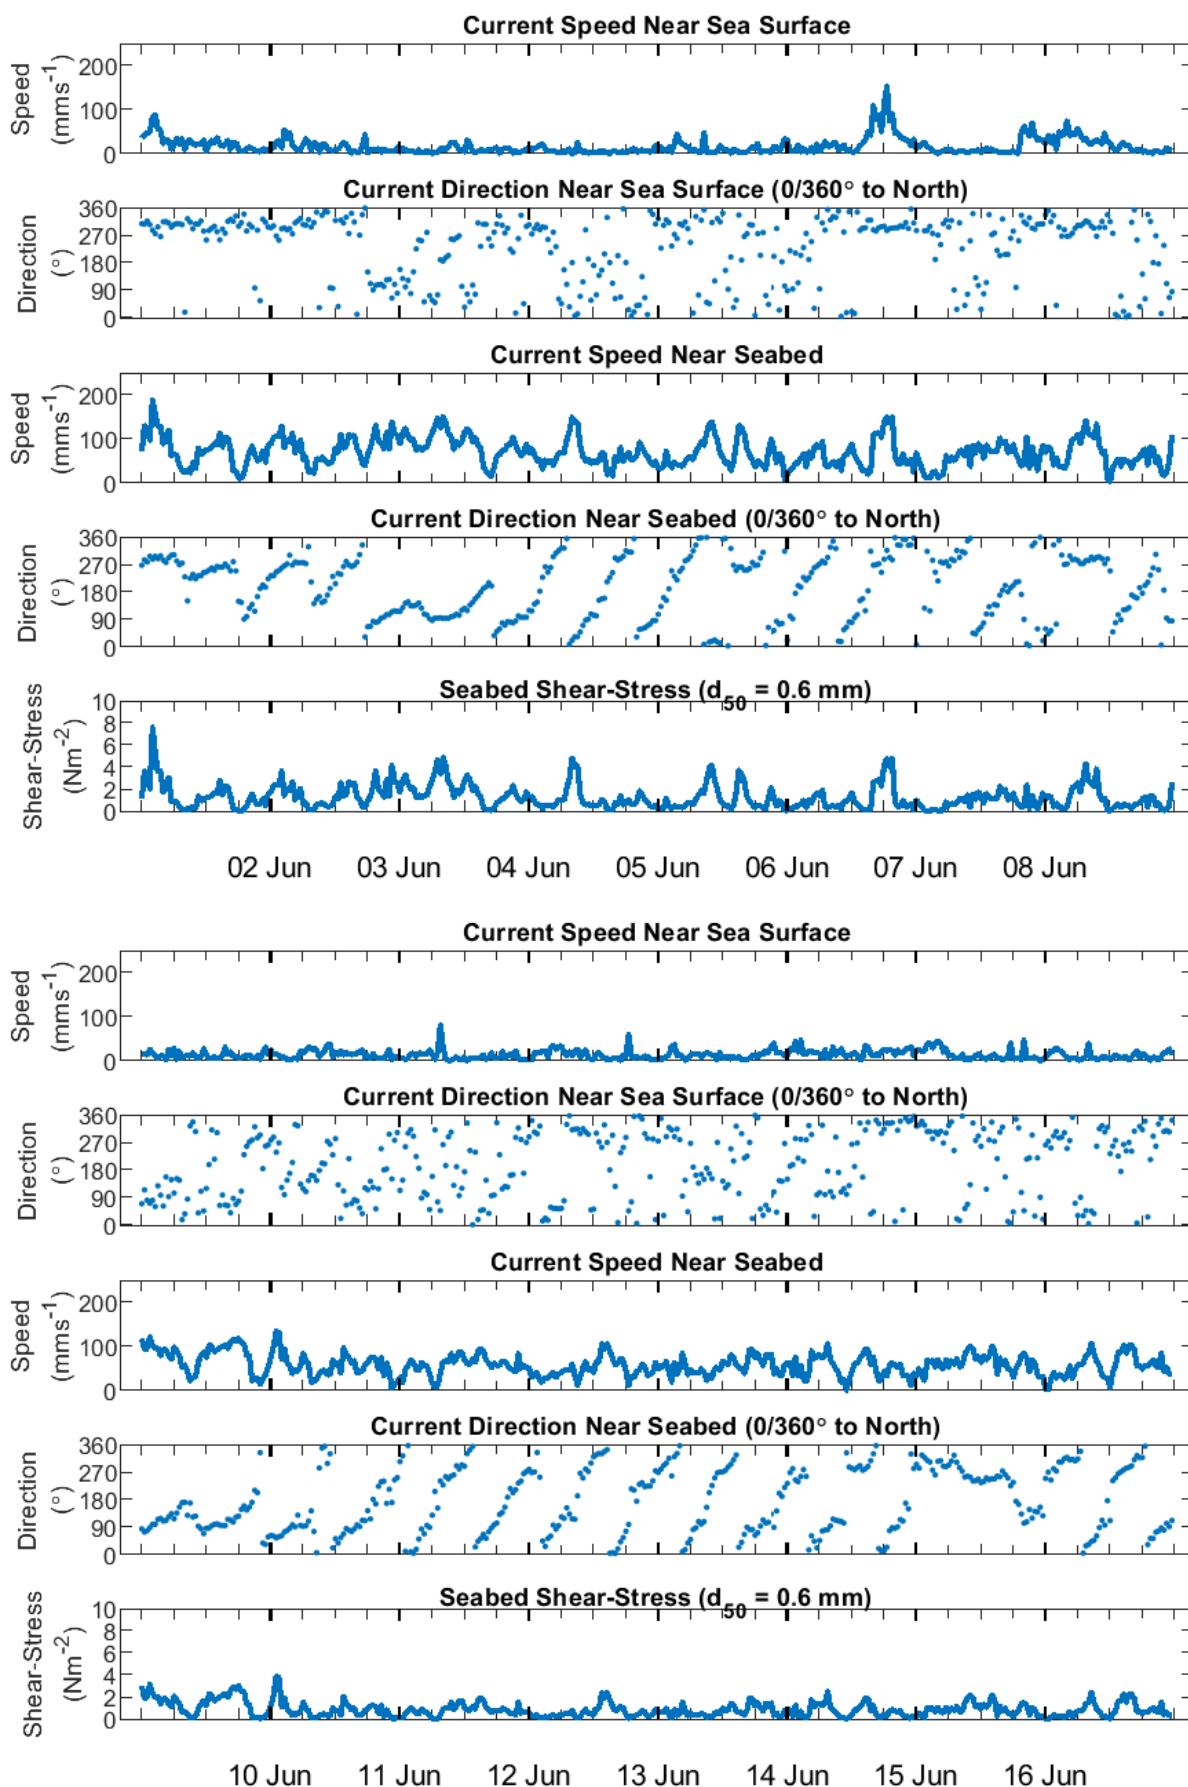 Current Speed Near Sea Surface
Speed
(mms-1)
200
100
0
Current Direction Near Sea Surface (0/360° to North)
Direction
(°)
360
270
180
90
0
Current Speed Near Seabed
Speed
(mms-1)
200
100
0
Current Direction Near Seabed (0/360° to North)
Direction
(°)
360
270
180
90
0
Seabed Shear-Stress (d50 = 0.6 mm)
Shear-Stress
(Nm-2)
10
8
6
4
2
0
02 Jun 03 Jun 04 Jun 05 Jun 06 Jun 07 Jun 08 Jun
Current Speed Near Sea Surface
Speed
(mms-1)
200
100
0
Current Direction Near Sea Surface (0/360° to North)
Direction
(°)
360
270
180
90
0
Current Speed Near Seabed
Speed
(mms-1)
200
100
0
Current Direction Near Seabed (0/360° to North)
Direction
(°)
360
270
180
90
0
Seabed Shear-Stress (d50 = 0.6 mm)
Shear-Stress
(Nm-2)
10
8
6
4
2
0
10 Jun 11 Jun 12 Jun 13 Jun 14 Jun 15 Jun 16 Jun